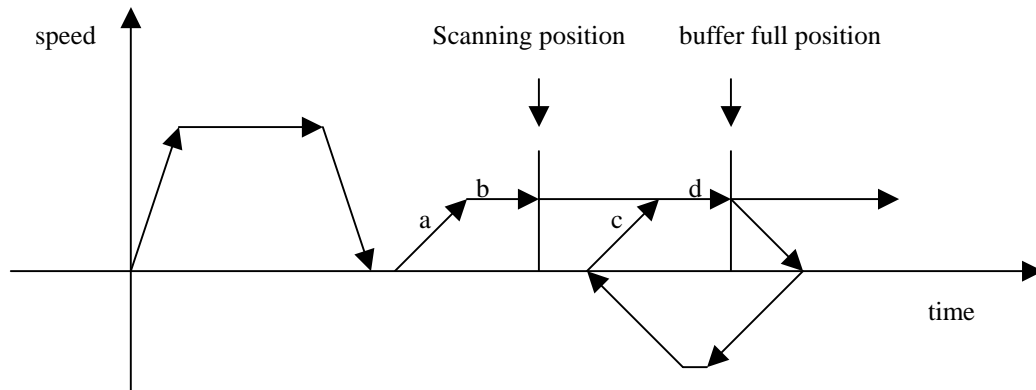 speed
Scanning position
buffer full position
b
d
a
c
time